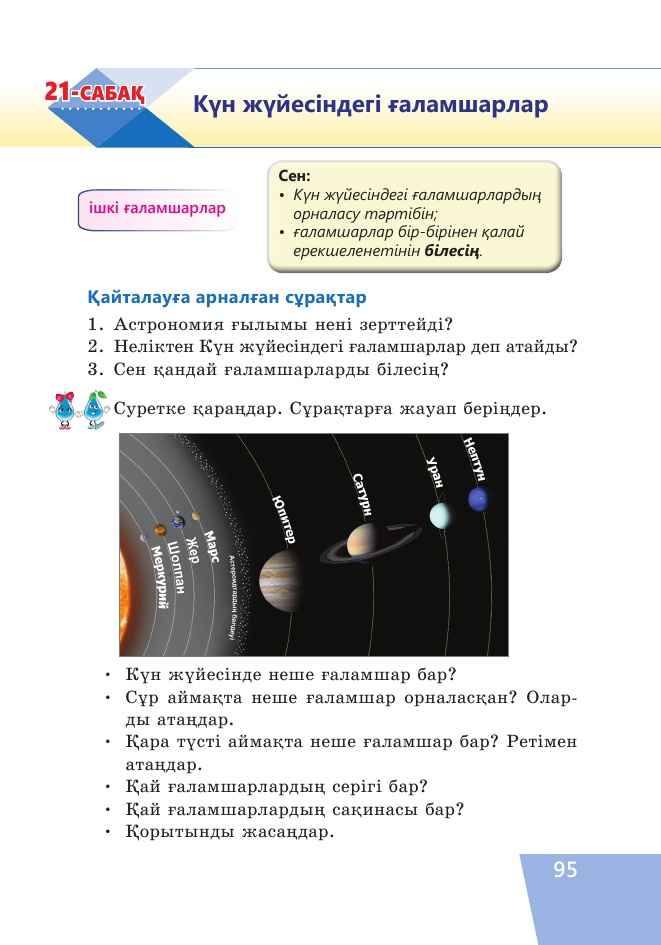 21-САБАҚ
Күн жүйесіндегі ғаламшарлар
ішкі ғаламшарлар
Сен:
• Күн жүйесіндегі ғаламшарлардың
орналасу тәртібін;
• ғаламшарлар бір-бірінен қалай
ерекшеленетінін білесің.
Қайталауға арналған сұрақтар
1. Астрономия ғылымы нені зерттейді?
2. Неліктен Күн жүйесіндегі ғаламшарлар деп атайды?
3. Сен қандай ғаламшарларды білесің?
Суретке қараңдар. Сұрақтарға жауап беріңдер.
Меркурий
Шолпан
Жер
Марс
Астероидтардың белдеуі
Юпитер
Сатурн
Уран
Нептун
• Күн жүйесінде неше ғаламшар бар?
• Сұр аймақта неше ғаламшар орналасқан? Олар-
ды атаңдар.
• Қара түсті аймақта неше ғаламшар бар? Ретімен
атаңдар.
• Қай ғаламшарлардың серігі бар?
• Қай ғаламшарлардың сақинасы бар?
• Қорытынды жасаңдар.
95